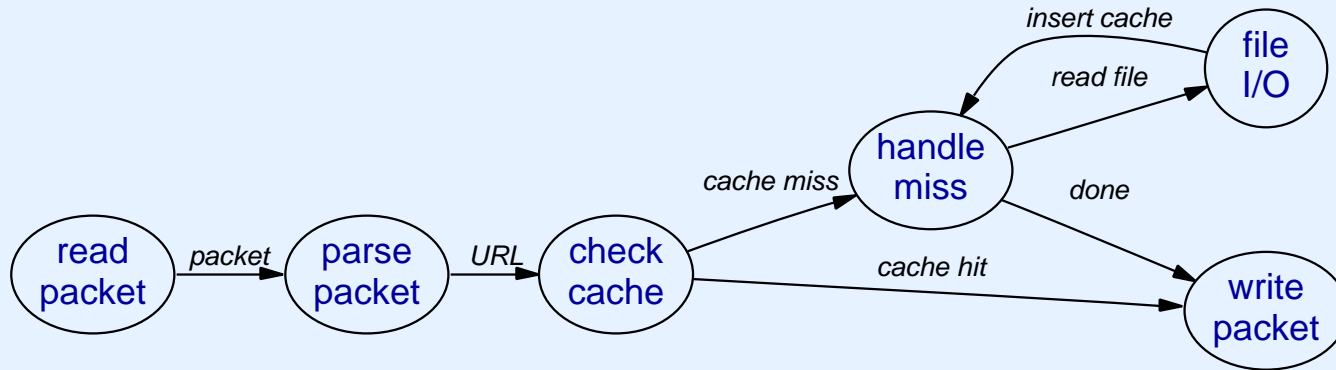 insert cache
file
I/O
read file
handle
miss
cache miss
done
read
packet
packet
parse
packet
URL
check
cache
cache hit
write
packet